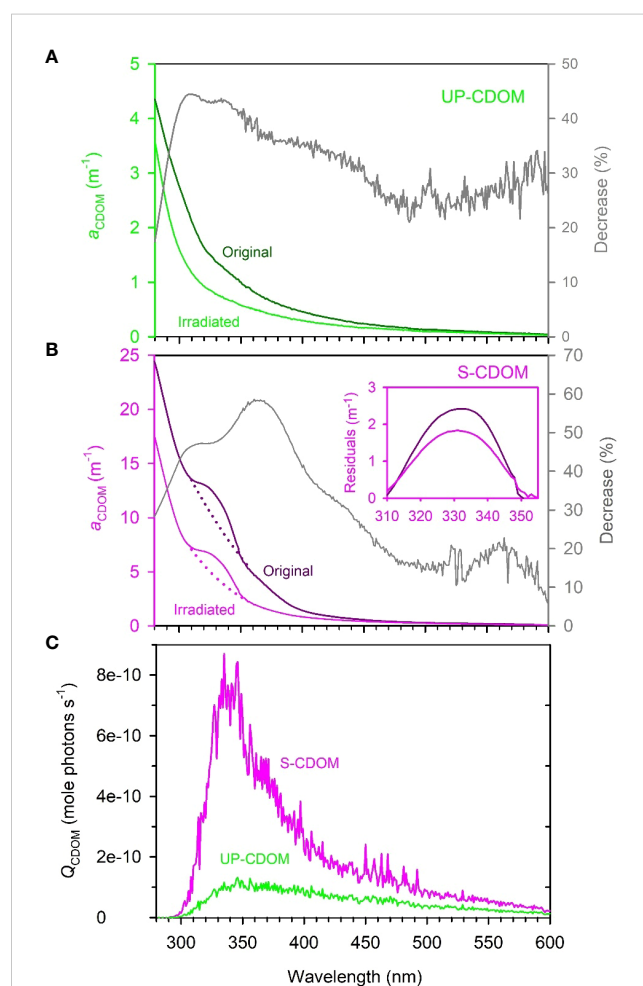 A
UP-CDOM
5
4
3
2
1
0
aCDOM (m-1)
50
40
30
20
10
0
Decrease (%)
Original
Irradiated
B
S-CDOM
25
20
15
10
5
0
aCDOM (m-1)
70
60
50
40
30
20
10
0
Decrease (%)
3
2
1
0
Residuals (m-1)
310 320 330 340 350
Original
Irradiated
C
8e-10
6e-10
4e-10
2e-10
0
QCDOM (mole photons s-1)
S-CDOM
UP-CDOM
300 350 400 450 500 550 600
Wavelength (nm)